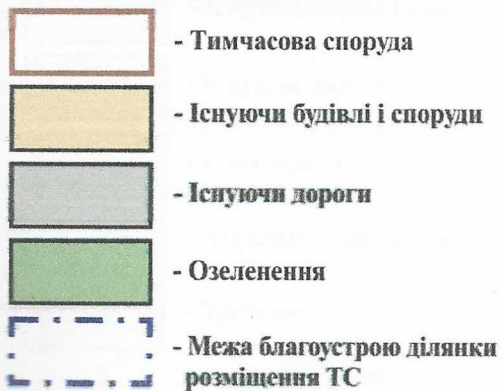 - Тимчасова споруда
- Існуючи будівлі і споруди
- Існуючи дороги
- Озеленення
- Межа благоустрою ділянки
розміщення ТС